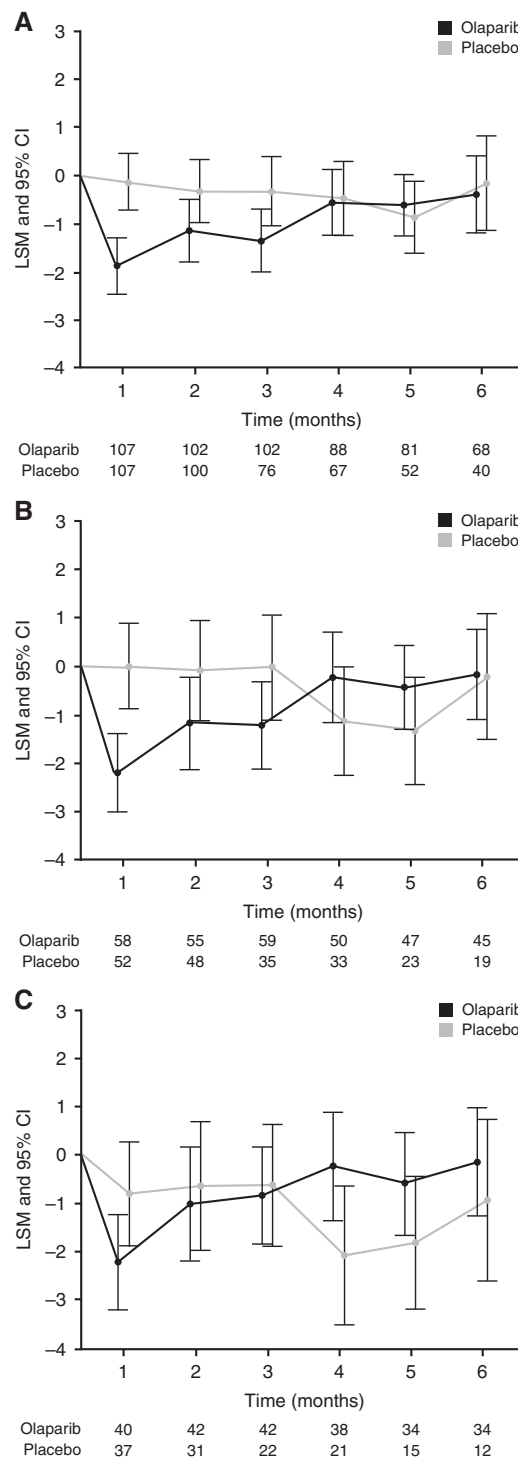 A
Olaparib
Placebo
3
2
1
0
–1
–2
–3
–4
LSM and 95% CI
1 2 3 4 5 6
Time (months)
Olaparib 107 102 102 88 81 68
Placebo 107 100 76 67 52 40
B
Olaparib
Placebo
3
2
1
0
–1
–2
–3
–4
LSM and 95% CI
1 2 3 4 5 6
Time (months)
Olaparib 58 55 59 50 47 45
Placebo 52 48 35 33 23 19
C
Olaparib
Placebo
3
2
1
0
–1
–2
–3
–4
LSM and 95% CI
1 2 3 4 5 6
Time (months)
Olaparib 40 42 42 38 34 34
Placebo 37 31 22 21 15 12